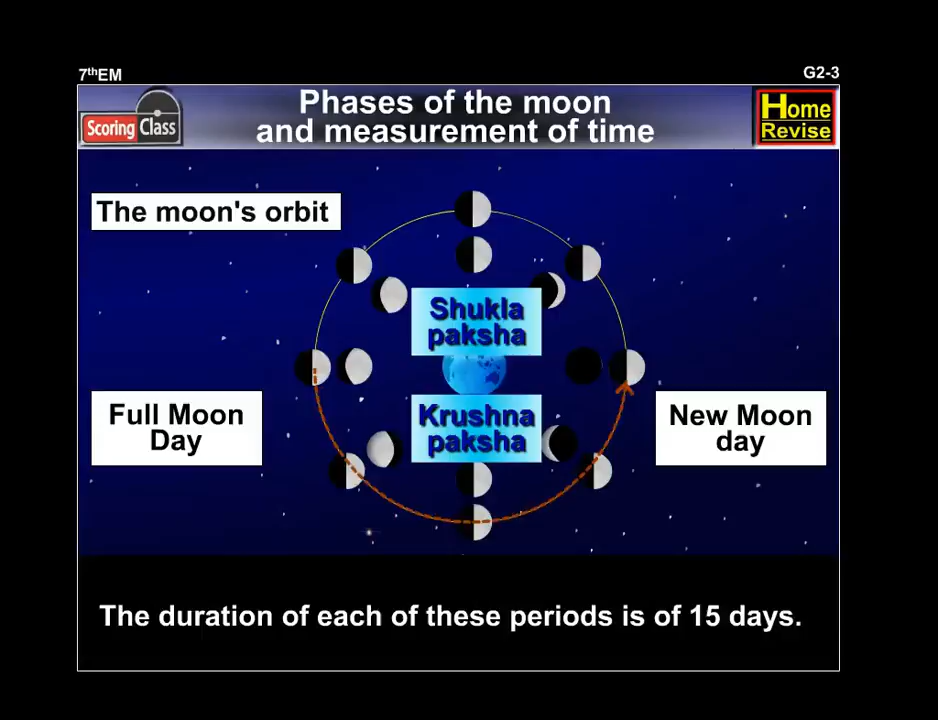 7thEM
G2-3
Scoring Class
Phases of the moon
and measurement of time
Home
Revise
The moon's orbit
Shukla
paksha
Full Moon
Day
Krushna
paksha
New Moon
day
The duration of each of these periods is of 15 days.